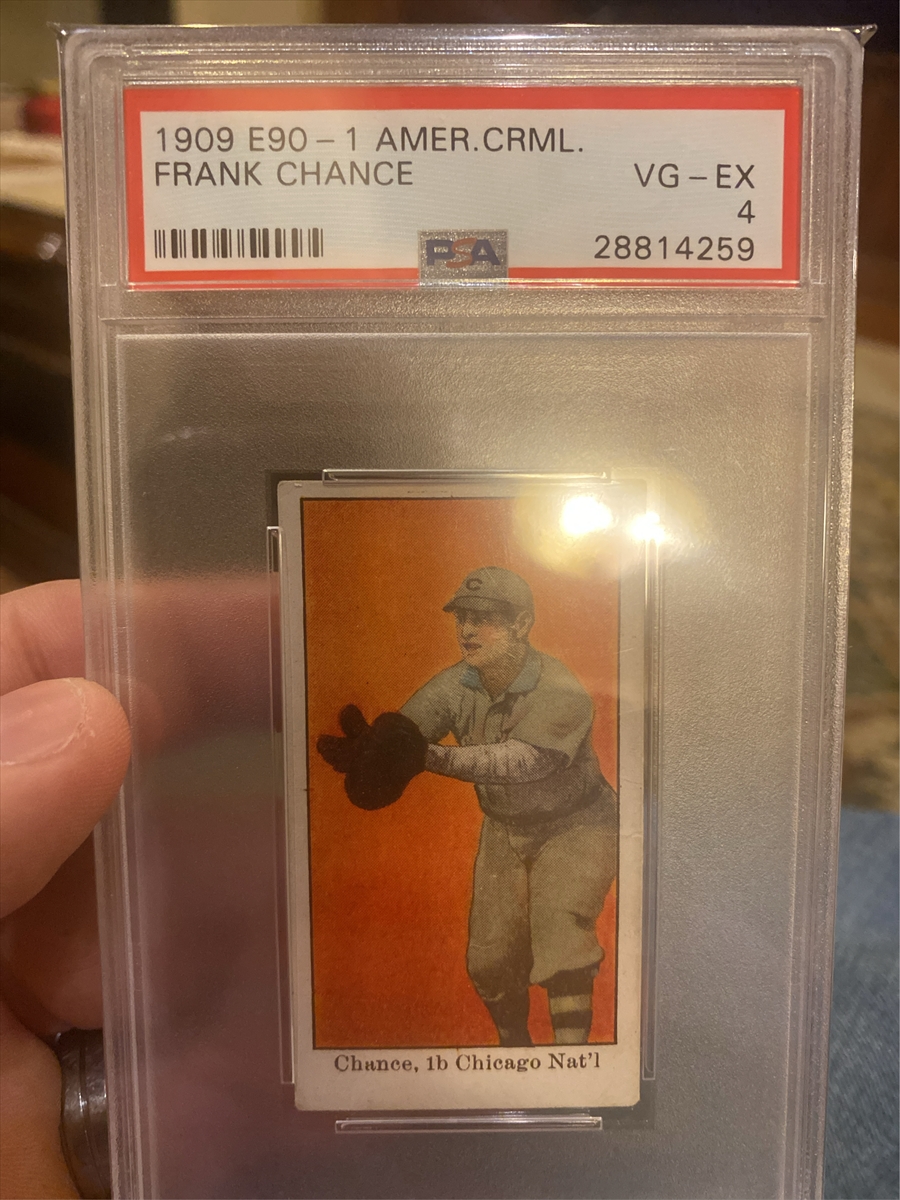 1909 E90-1 AMER.CRML.
FRANK CHANCE VG-EX
4
PSA 28814259
C
Chance, 1b Chicago Nat'l